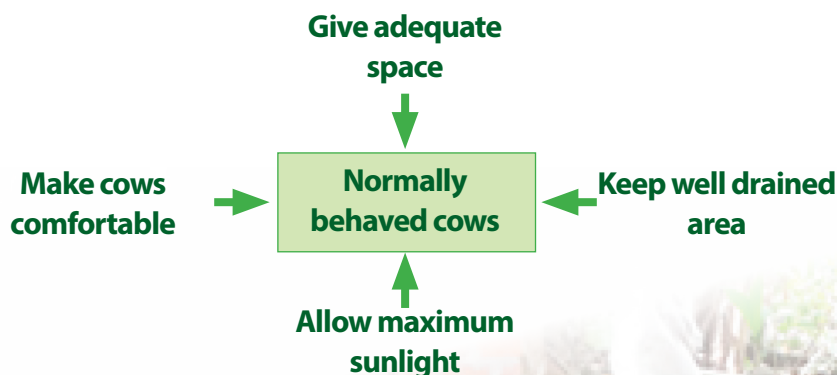 Give adequate
space
Make cows
comfortable
Normally
behaved cows
Keep well drained
area
Allow maximum
sunlight